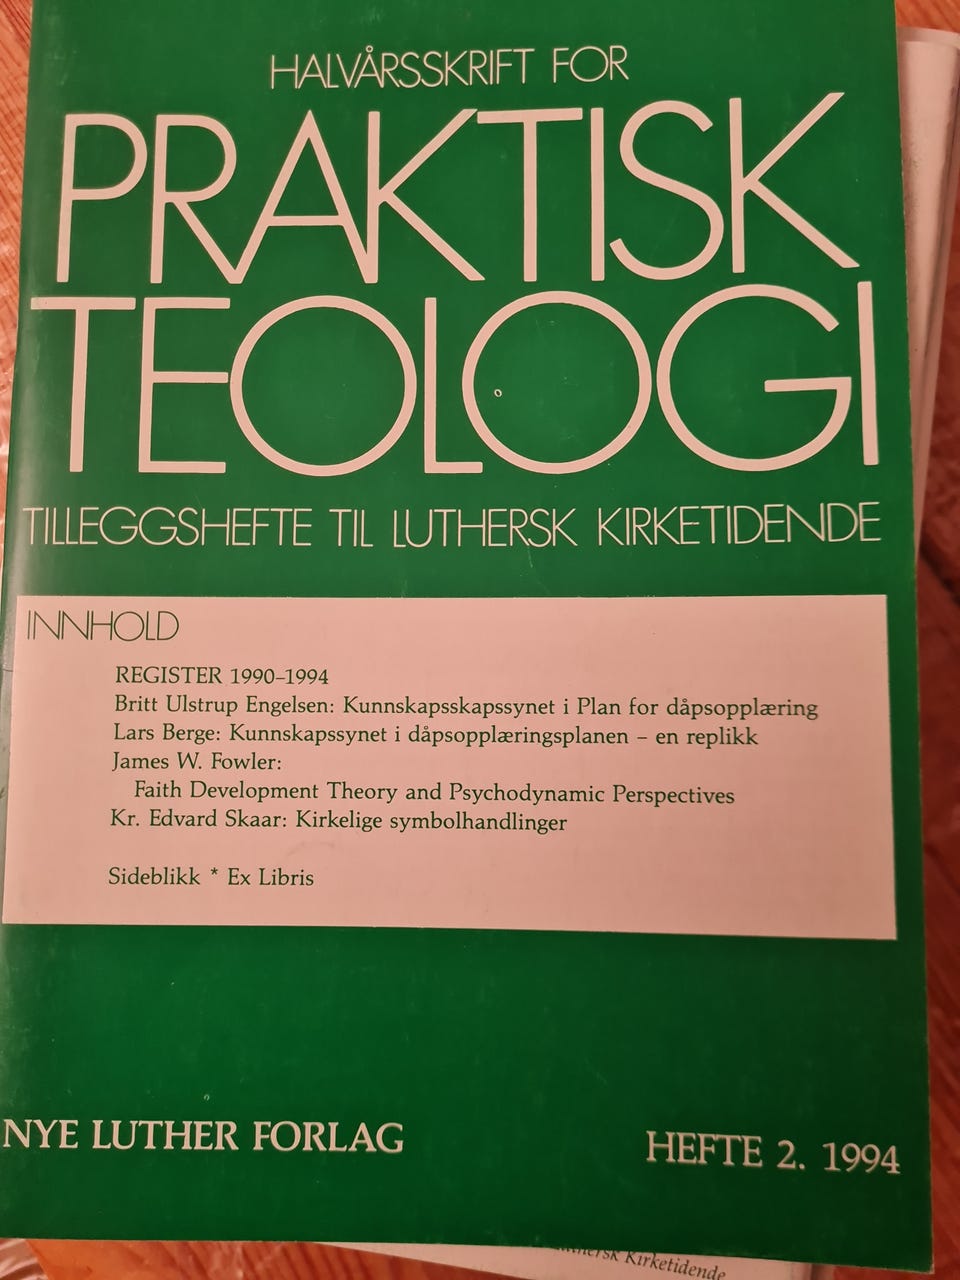 HALVÅRSSKRIFT FOR
PRAKTISK
TEOLOGI
TILLEGGSHEFTE TIL LUTHERSK KIRKETIDENDE
INNHOLD
REGISTER 1990–1994
Britt Ulstrup Engelsen: Kunnskapsskapssynet i Plan for dåpsopplæring
Lars Berge: Kunnskapssynet i dåpsopplæringsplanen – en replikk
James W. Fowler:
Faith Development Theory and Psychodynamic Perspectives
Kr. Edvard Skaar: Kirkelige symbolhandlinger
Sideblikk * Ex Libris
NYE LUTHER FORLAG
HEFTE 2. 1994
Luthersk Kirketidende